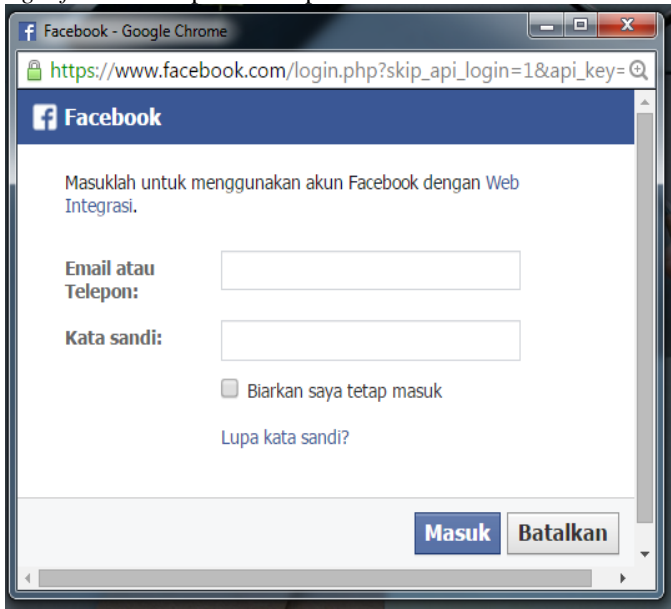 Facebook - Google Chrome
https://www.facebook.com/login.php?skip_api_login=1&api_key=
Facebook
Masuklah untuk menggunakan akun Facebook dengan Web
Integrasi.
Email atau
Telepon:
Kata sandi:
Biarkan saya tetap masuk
Lupa kata sandi?
Masuk Batalkan